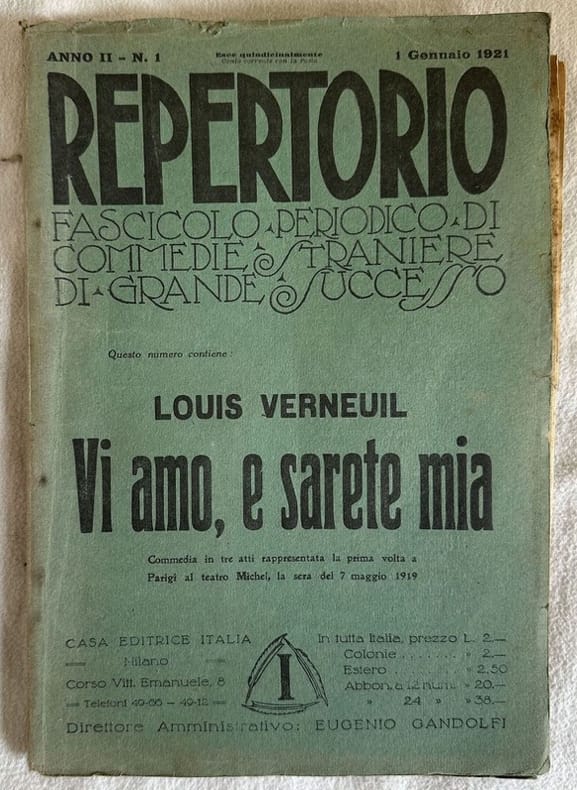 ANNO II - N. 1
Esce quindicinalmente
Conto corrente con la Posta
1 Gennaio 1921
REPERTORIO
FASCICOLO PERIODICO DI
COMMEDIE STRANIERE
DI GRANDE SUCCESSO
Questo numero contiene:
LOUIS VERNEUIL
Vi amo, e sarete mia
Commedia in tre atti rappresentata la prima volta a
Parigi al teatro Michel, la sera del 7 maggio 1919
CASA EDITRICE ITALIA
Milano
Corso Vitt. Emanuele, 8
Telefoni 49-66 - 49-12
I
In tutta Italia, prezzo L. 2,—
Colonie . . . . . . . » 2,—
Estero . . . . . . . . » 2,50
Abbon. a 12 num. » 20,—
» 24 » » 38,—
Direttore Amministrativo: EUGENIO GANDOLFI